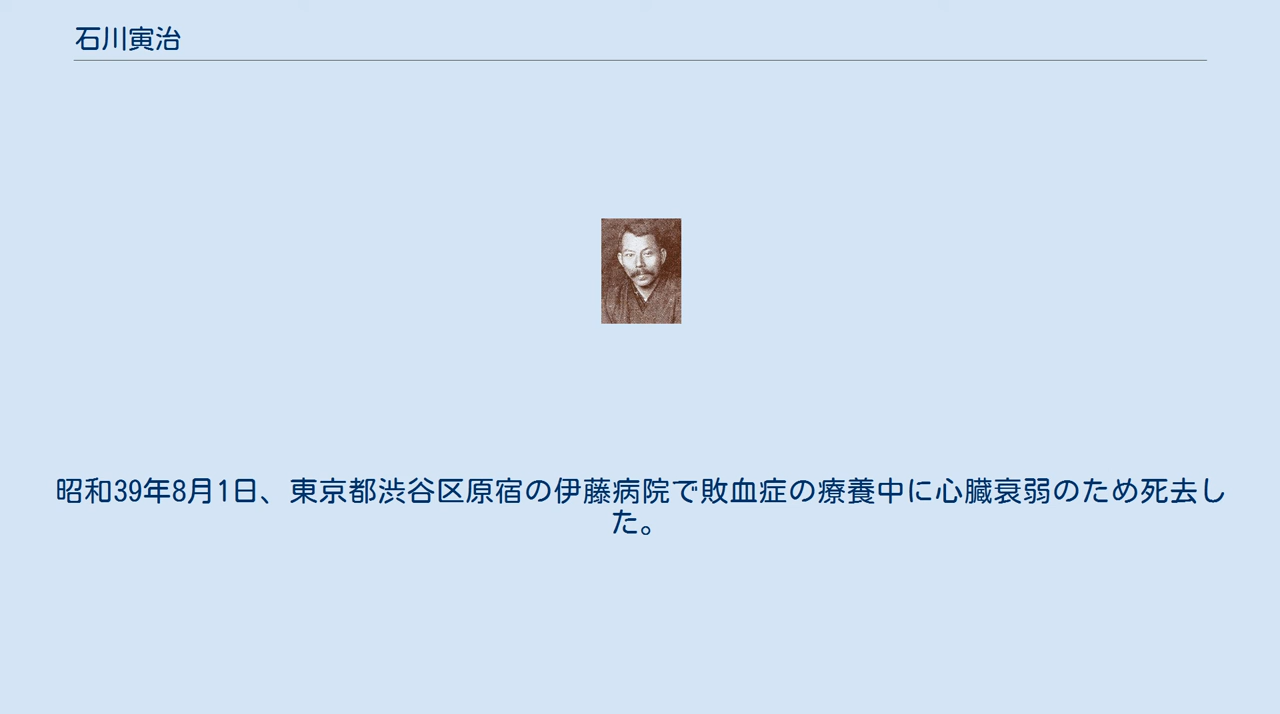 石川寅治
昭和39年8月1日、東京都渋谷区原宿の伊藤病院で敗血症の療養中に心臓衰弱のため死去し
た。